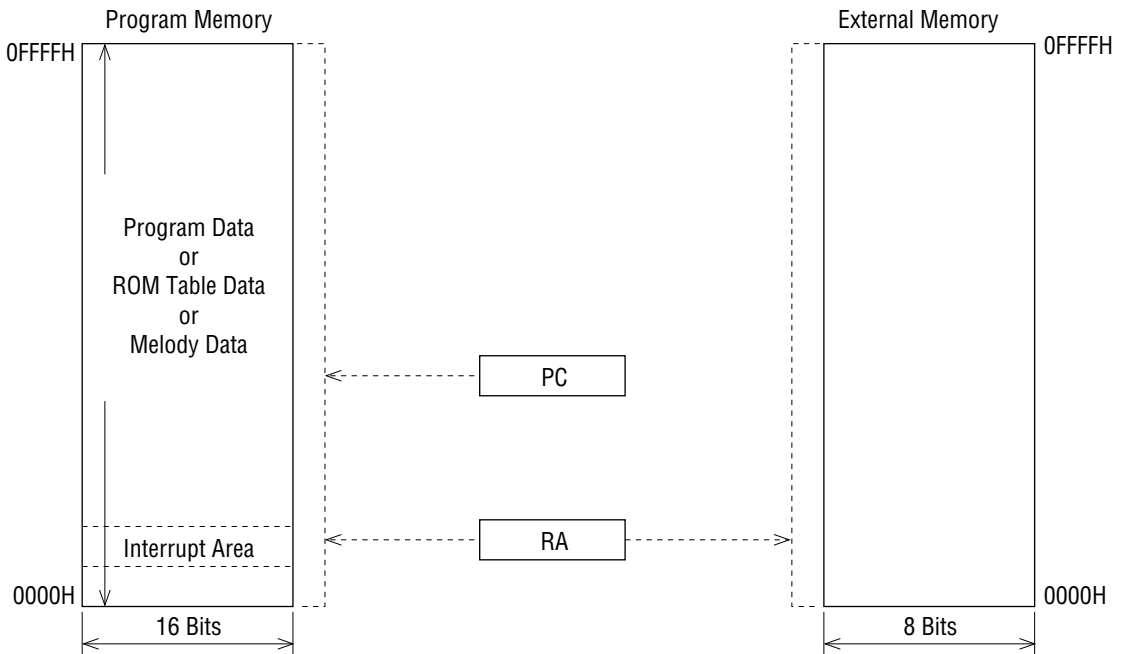 Program Memory
External Memory
0FFFFH
0FFFFH
Program Data
or
ROM Table Data
or
Melody Data
PC
RA
Interrupt Area
0000H
0000H
16 Bits
8 Bits